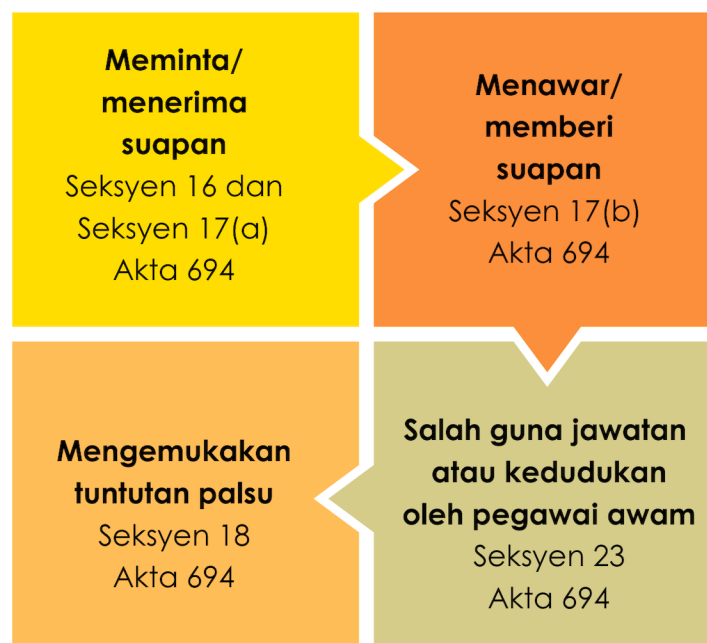 Meminta/
menerima
suapan
Seksyen 16 dan
Seksyen 17(a)
Akta 694
Menawar/
memberi
suapan
Seksyen 17(b)
Akta 694
Salah guna jawatan
atau kedudukan
oleh pegawai awam
Seksyen 23
Akta 694
Mengemukakan
tuntutan palsu
Seksyen 18
Akta 694